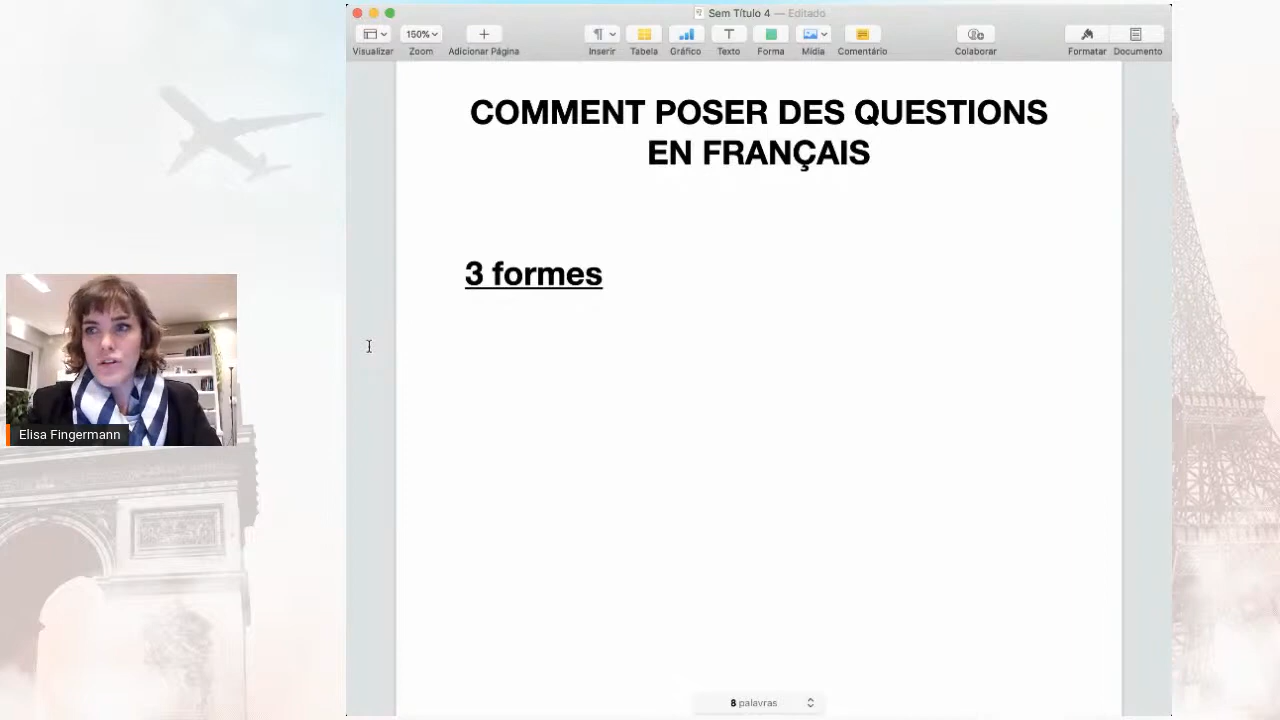 Sem Título 4 — Editado
150%
Visualizar Zoom Adicionar Página Inserir Tabela Gráfico Texto Forma Mídia Comentário Colaborar Formatar Documento
COMMENT POSER DES QUESTIONS
EN FRANÇAIS
3 formes
Elisa Fingermann
8 palavras